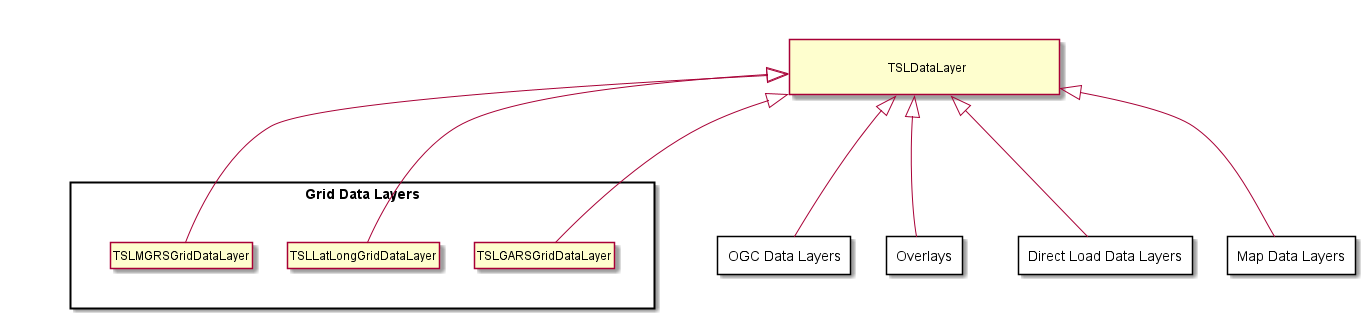 TSLDataLayer
Grid Data Layers
TSLMGRSGridDataLayer
TSLLatLongGridDataLayer
TSLGARSGridDataLayer
OGC Data Layers
Overlays
Direct Load Data Layers
Map Data Layers